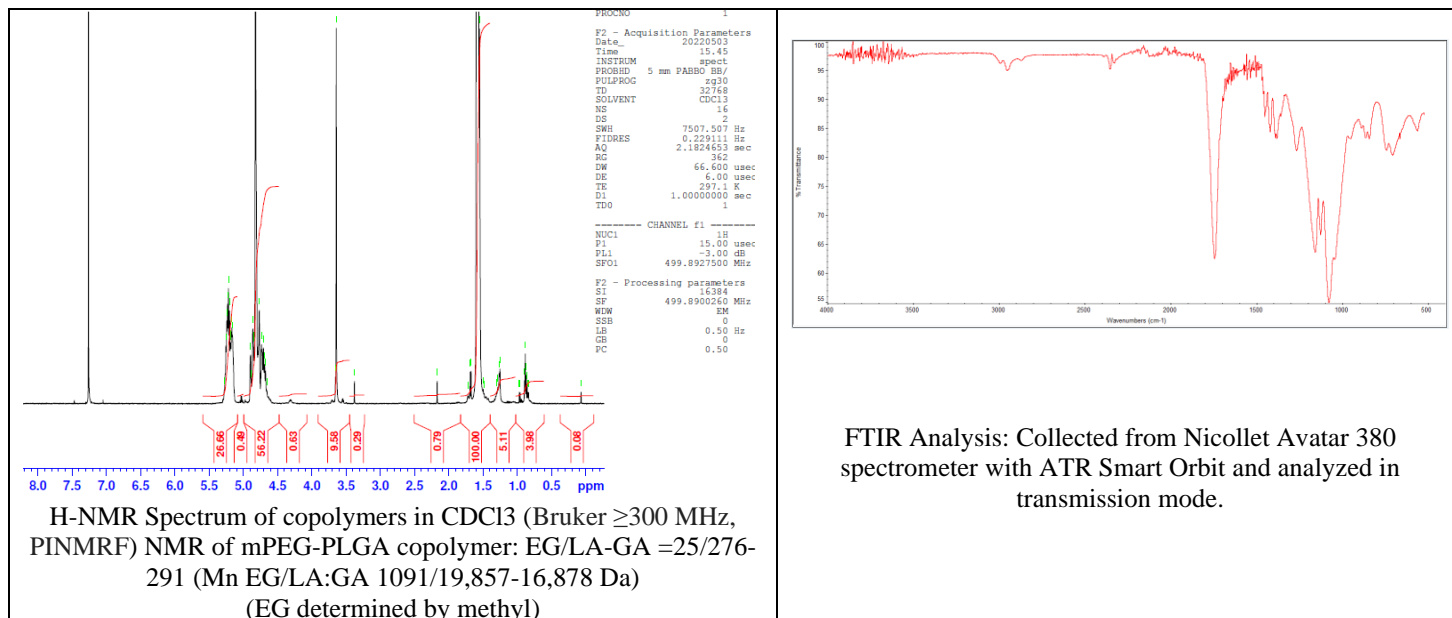 PROCNO 1
F2 - Acquisition Parameters
Date_ 20220503
Time 15.45
INSTRUM spect
PROBHD 5 mm PABBO BB/
PULPROG zg30
TD 32768
SOLVENT CDCl3
NS 16
DS 2
SWH 7507.507 Hz
FIDRES 0.229111 Hz
AQ 2.1824653 sec
RG 362
DW 66.600 usec
DE 6.00 usec
TE 297.1 K
D1 1.00000000 sec
TD0 1
======== CHANNEL f1 ========
NUC1 1H
P1 15.00 usec
PL1 -3.00 dB
SFO1 499.8927500 MHz
F2 - Processing parameters
SI 16384
SF 499.8900260 MHz
WDW EM
SSB 0
LB 0.50 Hz
GB 0
PC 0.50
26.66 0.49 56.22 0.63 9.58 0.29 0.79 100.00 5.11 3.98 0.08
8.0 7.5 7.0 6.5 6.0 5.5 5.0 4.5 4.0 3.5 3.0 2.5 2.0 1.5 1.0 0.5 ppm
H-NMR Spectrum of copolymers in CDCl3 (Bruker ≥300 MHz,
PINMRF) NMR of mPEG-PLGA copolymer: EG/LA-GA =25/276-
291 (Mn EG/LA:GA 1091/19,857-16,878 Da)
(EG determined by methyl)
100
95
90
85
80
75
70
65
60
55
% Transmittance
4000 3500 3000 2500 2000 1500 1000 500
Wavenumbers (cm-1)
FTIR Analysis: Collected from Nicollet Avatar 380
spectrometer with ATR Smart Orbit and analyzed in
transmission mode.